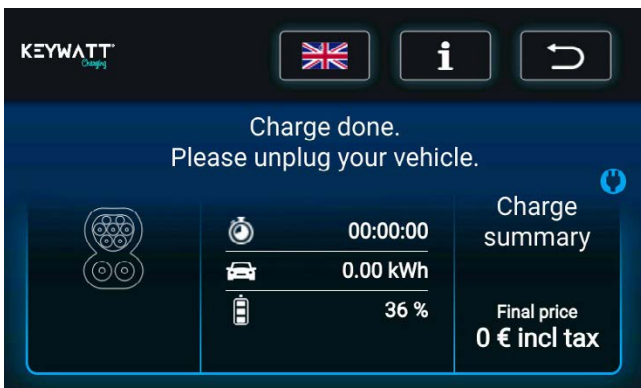 KEYWATT
Charging
i
Charge done.
Please unplug your vehicle.
00:00:00
0.00 kWh
36 %
Charge
summary
Final price
0 € incl tax